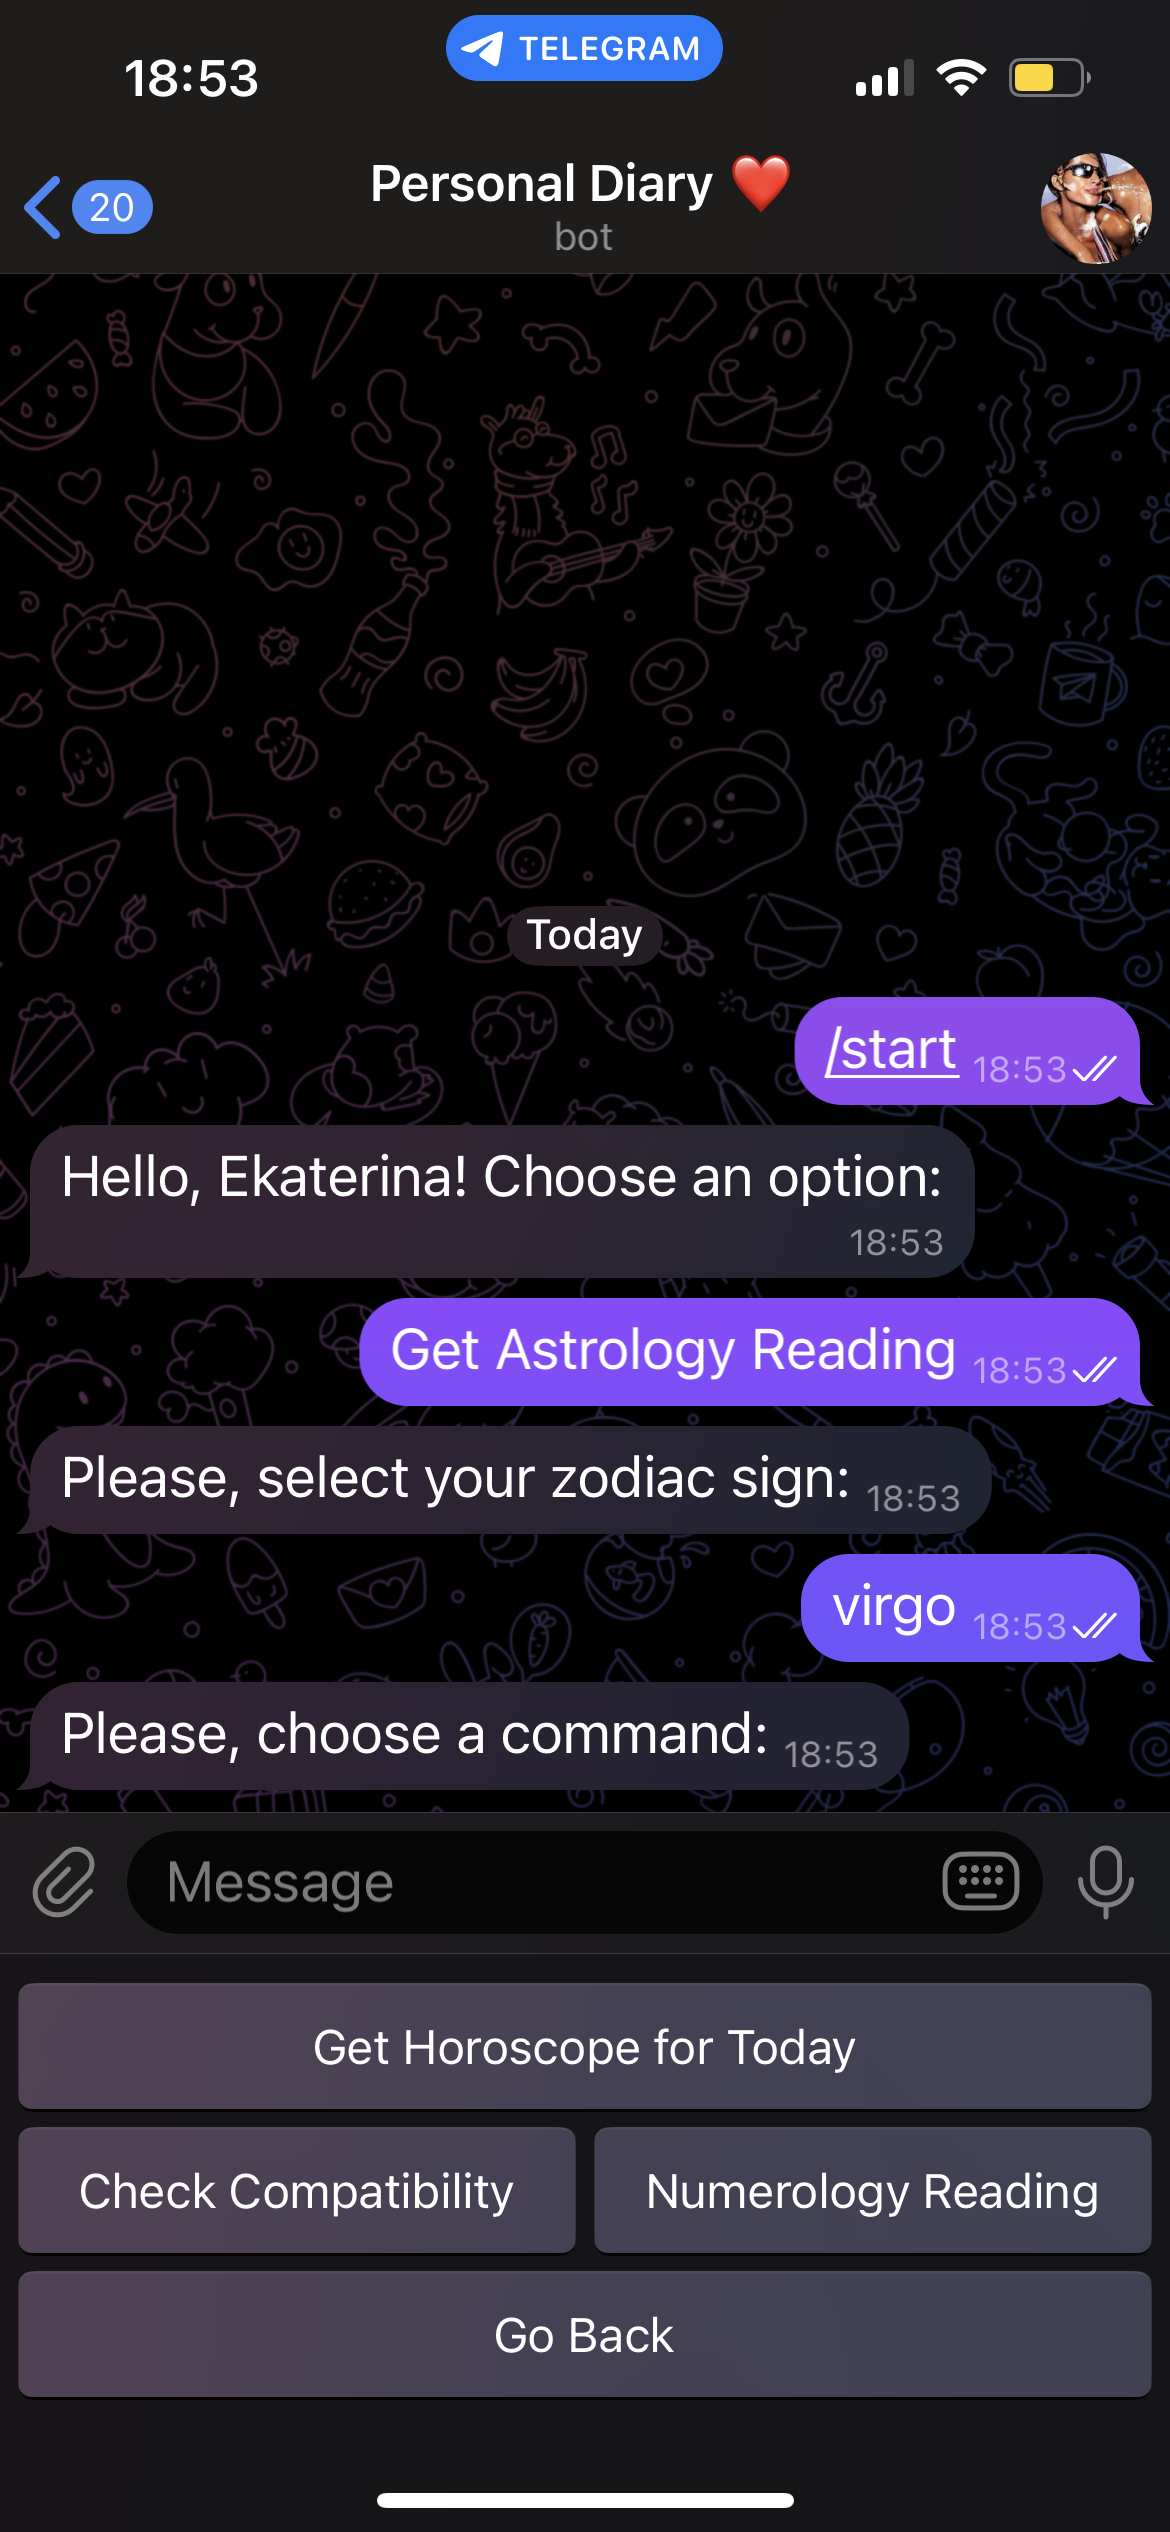 18:53
TELEGRAM
20
Personal Diary ❤️
bot
Today
/start 18:53
Hello, Ekaterina! Choose an option:
18:53
Get Astrology Reading 18:53
Please, select your zodiac sign: 18:53
virgo 18:53
Please, choose a command: 18:53
Message
Get Horoscope for Today
Check Compatibility
Numerology Reading
Go Back